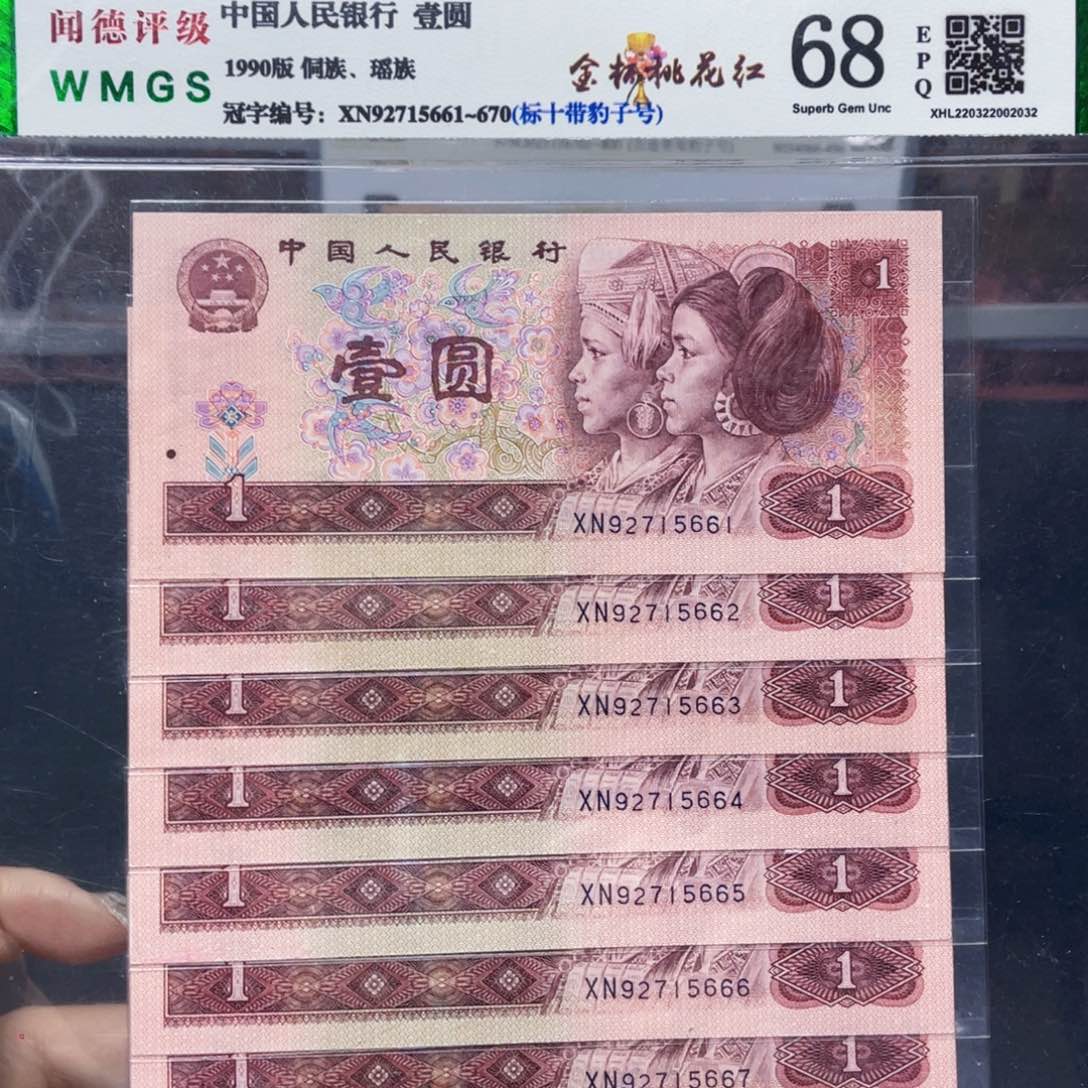 闻德评级
WMGS
中国人民银行 壹圆
1990版 侗族、瑶族
冠字编号：XN92715661~670(标十带豹子号)
金杯桃花红
68
Superb Gem Unc
EPQ
XHL220322002032
中国人民银行
1
壹圆
1
XN92715661
1
1
XN92715662
1
1
XN92715663
1
1
XN92715664
1
1
XN92715665
1
1
XN92715666
1
1
XN92715667
1